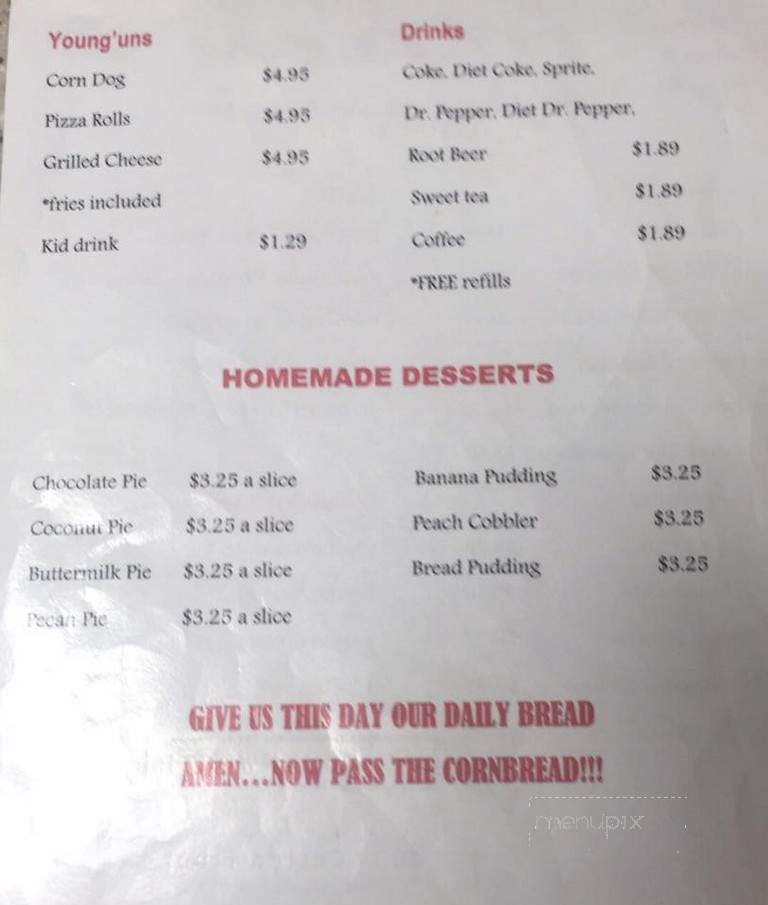 Young'uns
Corn Dog $4.95
Pizza Rolls $4.95
Grilled Cheese $4.95
*fries included
Kid drink $1.29
Drinks
Coke, Diet Coke, Sprite,
Dr. Pepper, Diet Dr. Pepper,
Root Beer $1.89
Sweet tea $1.89
Coffee $1.89
*FREE refills
HOMEMADE DESSERTS
Chocolate Pie $3.25 a slice
Coconut Pie $3.25 a slice
Buttermilk Pie $3.25 a slice
Pecan Pie $3.25 a slice
Banana Pudding $3.25
Peach Cobbler $3.25
Bread Pudding $3.25
GIVE US THIS DAY OUR DAILY BREAD
AMEN...NOW PASS THE CORNBREAD!!!
menupix